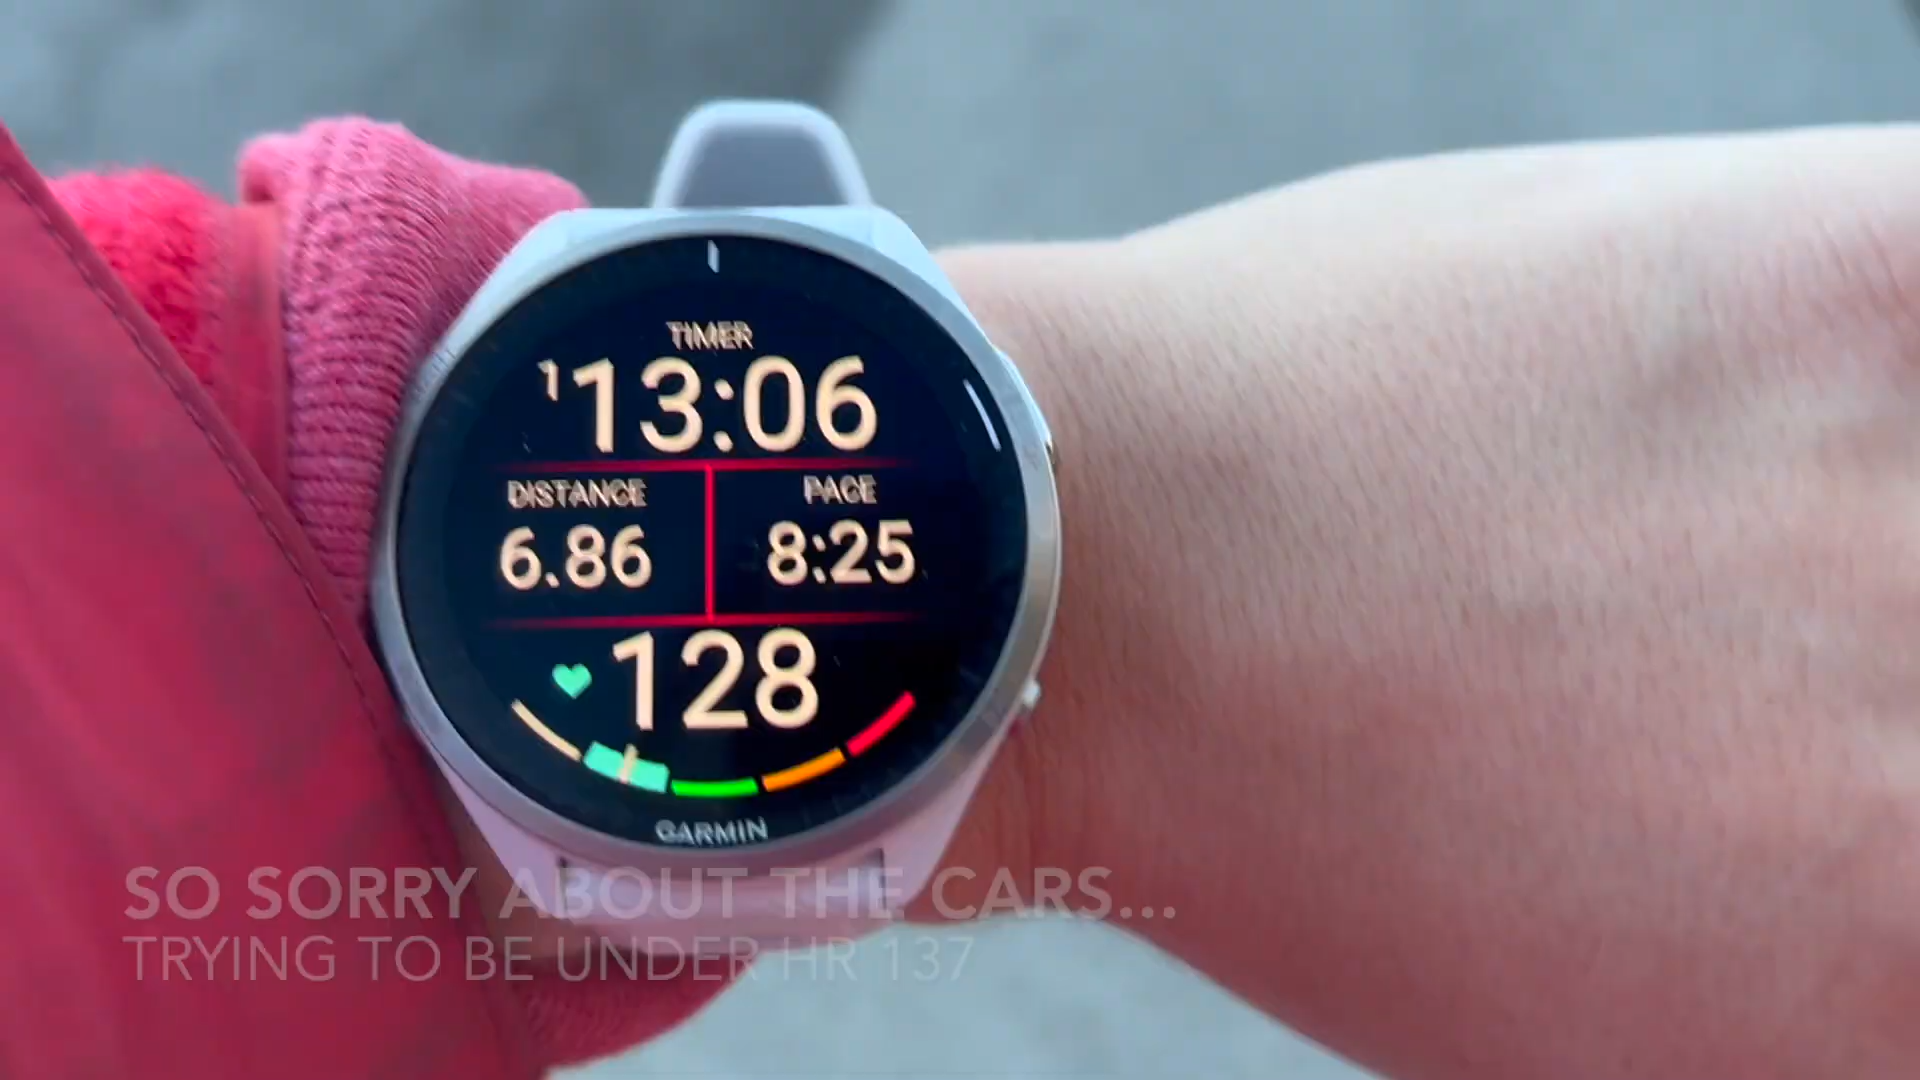 TIMER
113:06
DISTANCE
PACE
6.86
8:25
128
GARMIN
SO SORRY ABOUT THE CARS...
TRYING TO BE UNDER HR 137